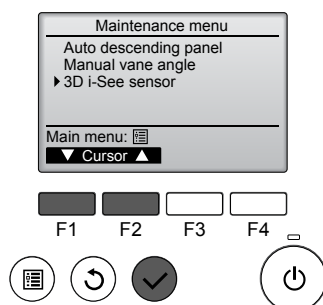 Maintenance menu
Auto descending panel
Manual vane angle
3D i-See sensor
Main menu:
▼ Cursor ▲
F1 F2 F3 F4